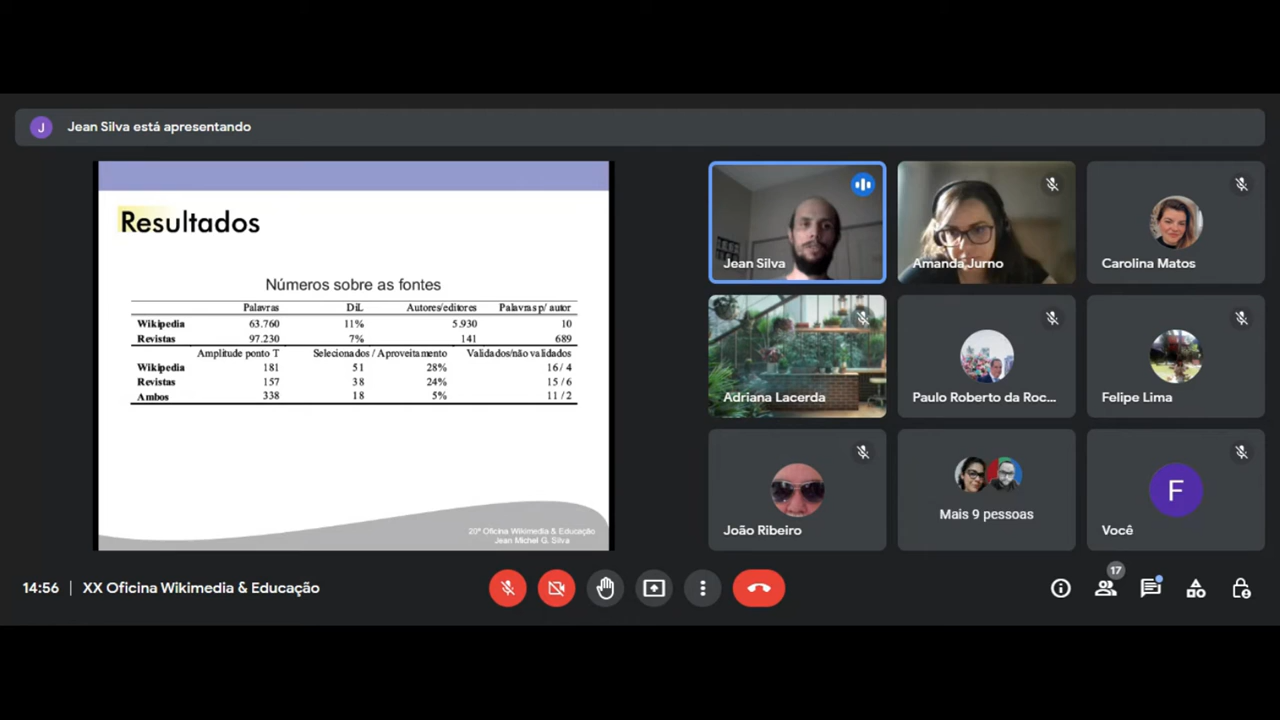 J
Jean Silva está apresentando
Resultados
Números sobre as fontes
Palavras DiL Autores/editores Palavras p/ autor
Wikipedia 63.760 11% 5.930 10
Revistas 97.230 7% 141 689
Amplitude ponto T Selecionados / Aproveitamento Validados/não validados
Wikipedia 181 51 28% 16/ 4
Revistas 157 38 24% 15 / 6
Ambos 338 18 5% 11 / 2
20ª Oficina Wikimedia & Educação
Jean Michel G. Silva
Jean Silva
Amanda Jurno
Carolina Matos
Adriana Lacerda
Paulo Roberto da Roc...
Felipe Lima
João Ribeiro
Mais 9 pessoas
F
Você
14:56 | XX Oficina Wikimedia & Educação
17